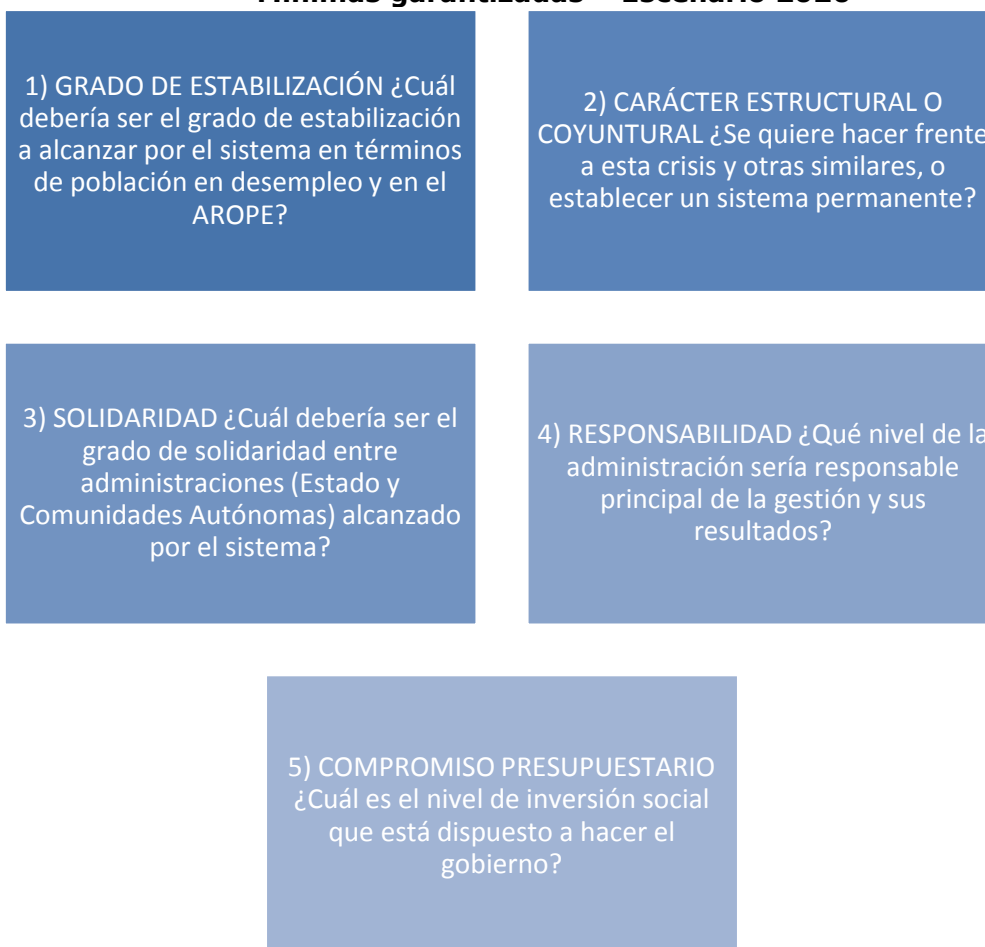 Mínimas garantizadas – Escenario 2020
1) GRADO DE ESTABILIZACIÓN ¿Cuál
debería ser el grado de estabilización
a alcanzar por el sistema en términos
de población en desempleo y en el
AROPE?
2) CARÁCTER ESTRUCTURAL O
COYUNTURAL ¿Se quiere hacer frente
a esta crisis y otras similares, o
establecer un sistema permanente?
3) SOLIDARIDAD ¿Cuál debería ser el
grado de solidaridad entre
administraciones (Estado y
Comunidades Autónomas) alcanzado
por el sistema?
4) RESPONSABILIDAD ¿Qué nivel de la
administración sería responsable
principal de la gestión y sus
resultados?
5) COMPROMISO PRESUPUESTARIO
¿Cuál es el nivel de inversión social
que está dispuesto a hacer el
gobierno?